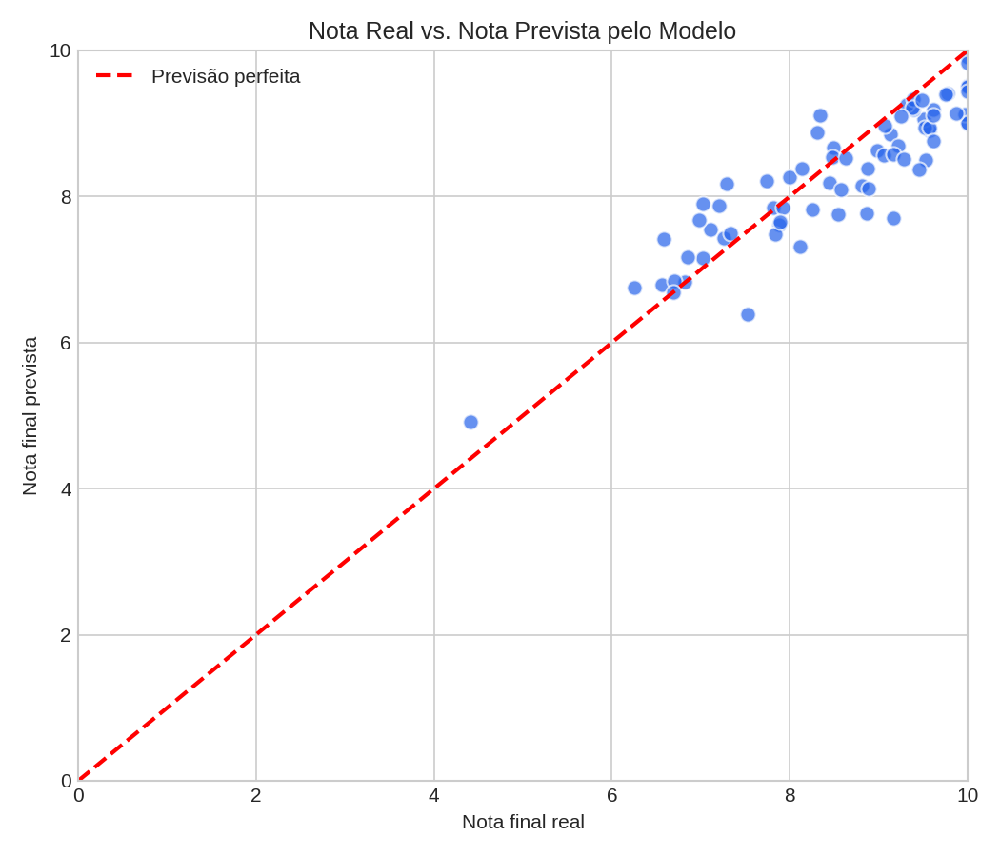 Nota Real vs. Nota Prevista pelo Modelo
Previsão perfeita
Nota final prevista
10
8
6
4
2
0
0 2 4 6 8 10
Nota final real